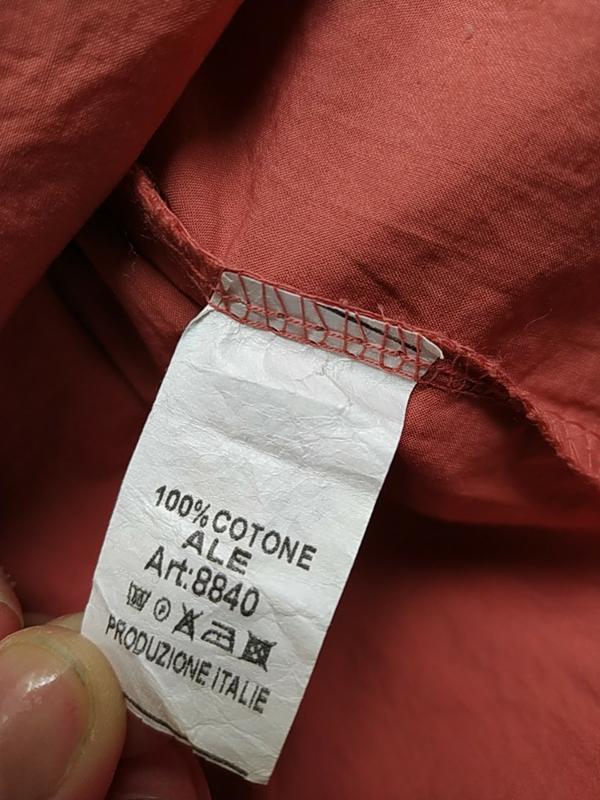 100% COTONE
ALE
Art:8840
P
PRODUZIONE ITALIE